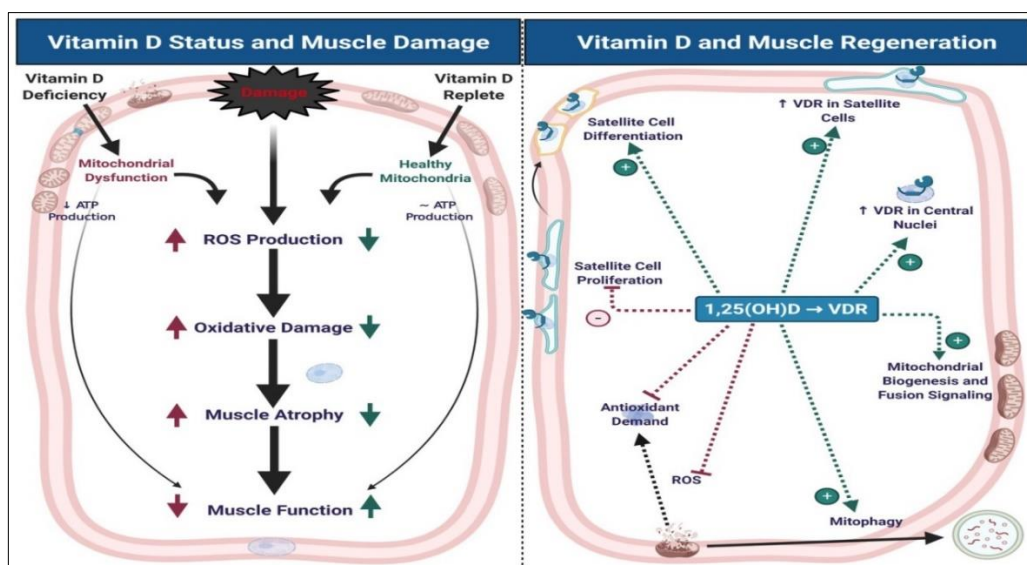 Vitamin D Status and Muscle Damage
Vitamin D
Deficiency
Damage
Vitamin D
Replete
Mitochondrial
Dysfunction
Healthy
Mitochondria
↓ ATP
Production
~ ATP
Production
ROS Production
Oxidative Damage
Muscle Atrophy
Muscle Function
Vitamin D and Muscle Regeneration
Satellite Cell
Differentiation
↑ VDR in Satellite
Cells
+
+
↑ VDR in Central
Nuclei
+
Satellite Cell
Proliferation
-
1,25(OH)D → VDR
+
Mitochondrial
Biogenesis and
Fusion Signaling
Antioxidant
Demand
ROS
+
Mitophagy